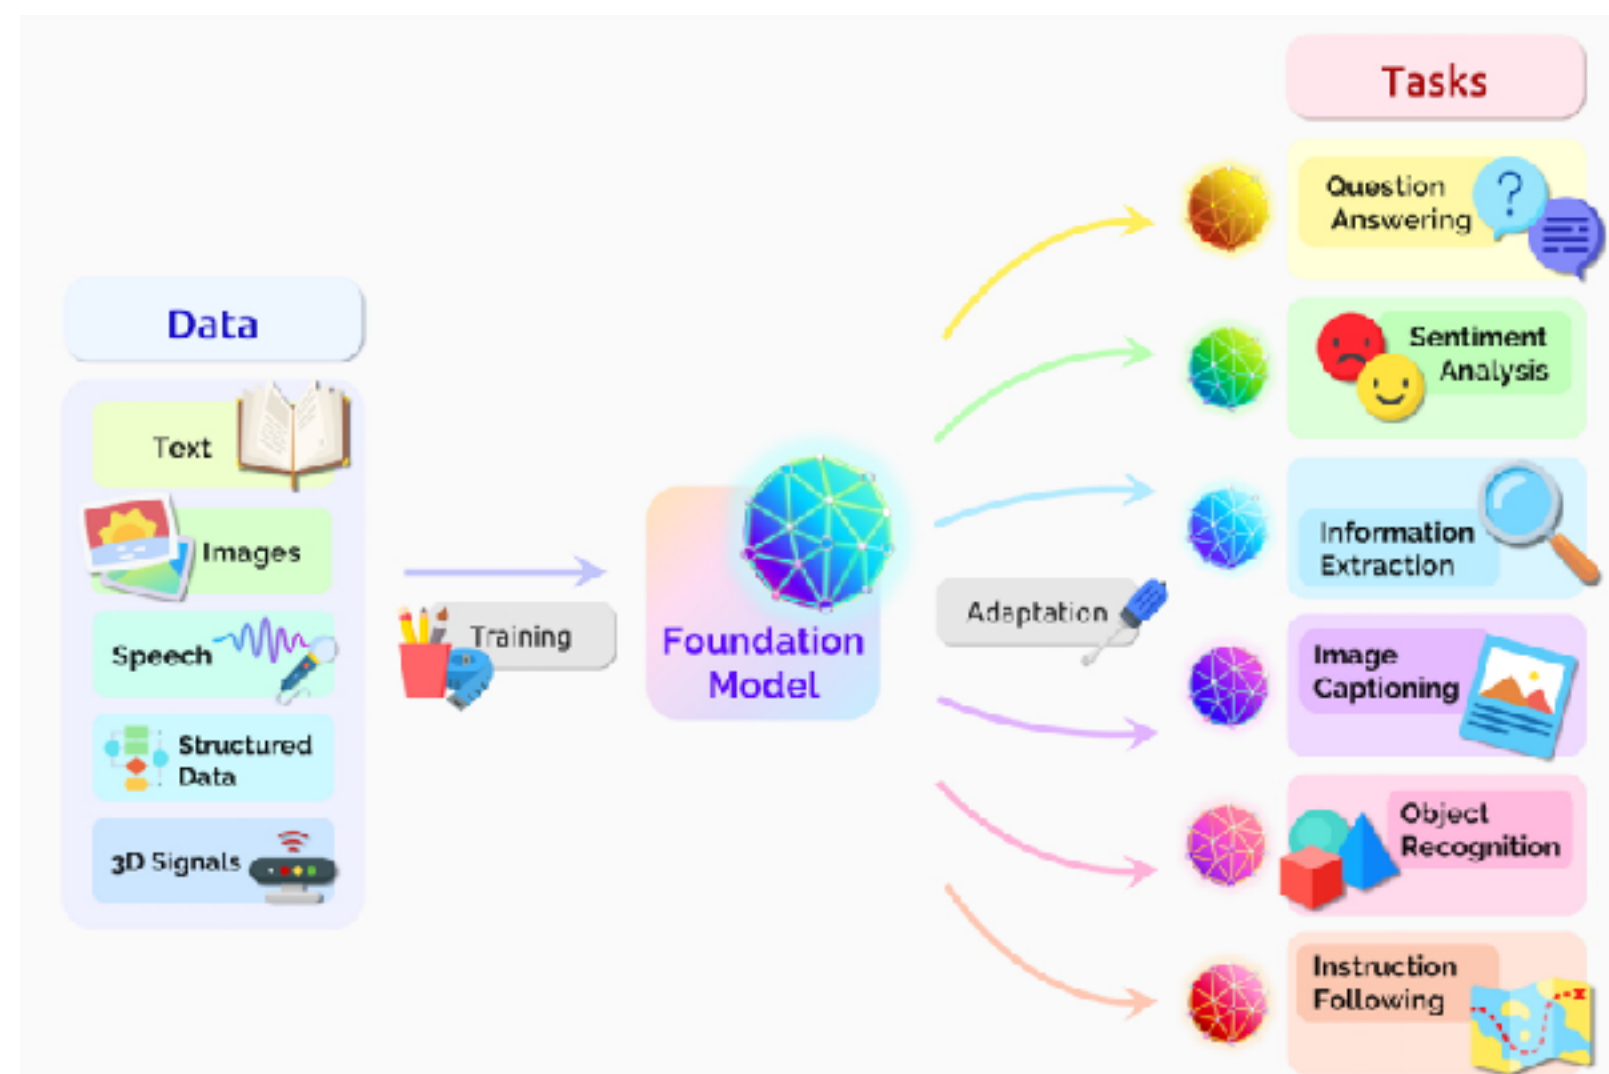 Data
Text
Images
Speech
Structured
Data
3D Signals
Training
Foundation
Model
Adaptation
Tasks
Question
Answering
Sentiment
Analysis
Information
Extraction
Image
Captioning
Object
Recognition
Instruction
Following